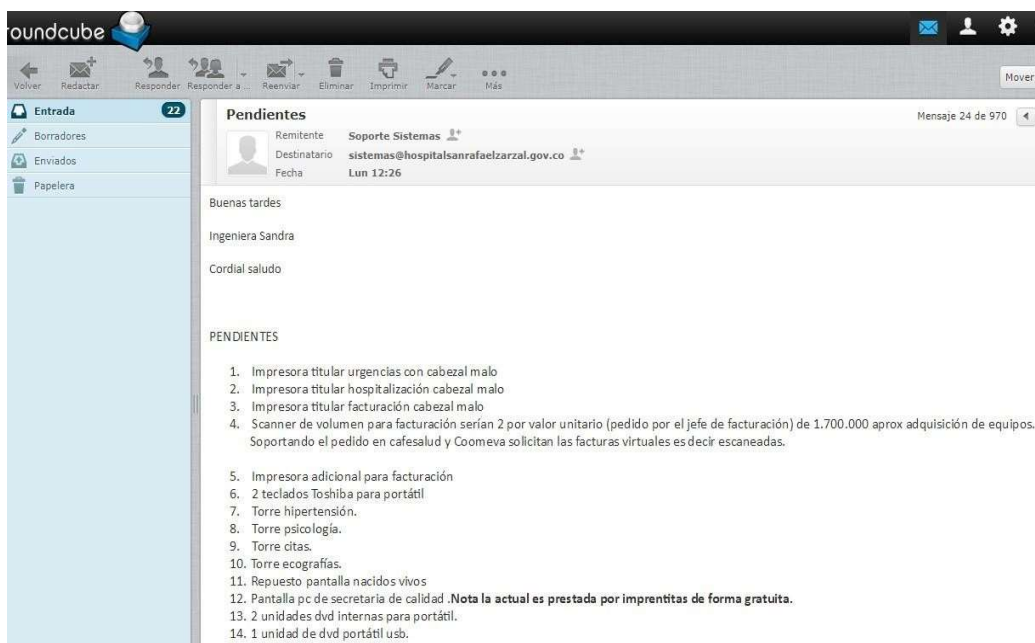 roundcube
Volver
Redactar
Responder
Responder a ...
Reenviar
Eliminar
Imprimir
Marcar
Más
Mover
Entrada 22
Borradores
Enviados
Papelera
Pendientes
Mensaje 24 de 970
Remitente Soporte Sistemas
Destinatario sistemas@hospitalsanrafaelzarzal.gov.co
Fecha Lun 12:26
Buenas tardes
Ingeniera Sandra
Cordial saludo
PENDIENTES
1. Impresora titular urgencias con cabezal malo
2. Impresora titular hospitalización cabezal malo
3. Impresora titular facturación cabezal malo
4. Scanner de volumen para facturación serían 2 por valor unitario (pedido por el jefe de facturación) de 1.700.000 aprox adquisición de equipos.
Soportando el pedido en cafesalud y Coomeva solicitan las facturas virtuales es decir escaneadas.
5. Impresora adicional para facturación
6. 2 teclados Toshiba para portátil
7. Torre hipertensión.
8. Torre psicología.
9. Torre citas.
10. Torre ecografías.
11. Repuesto pantalla nacidos vivos
12. Pantalla pc de secretaria de calidad .Nota la actual es prestada por imprentitas de forma gratuita.
13. 2 unidades dvd internas para portátil.
14. 1 unidad de dvd portátil usb.